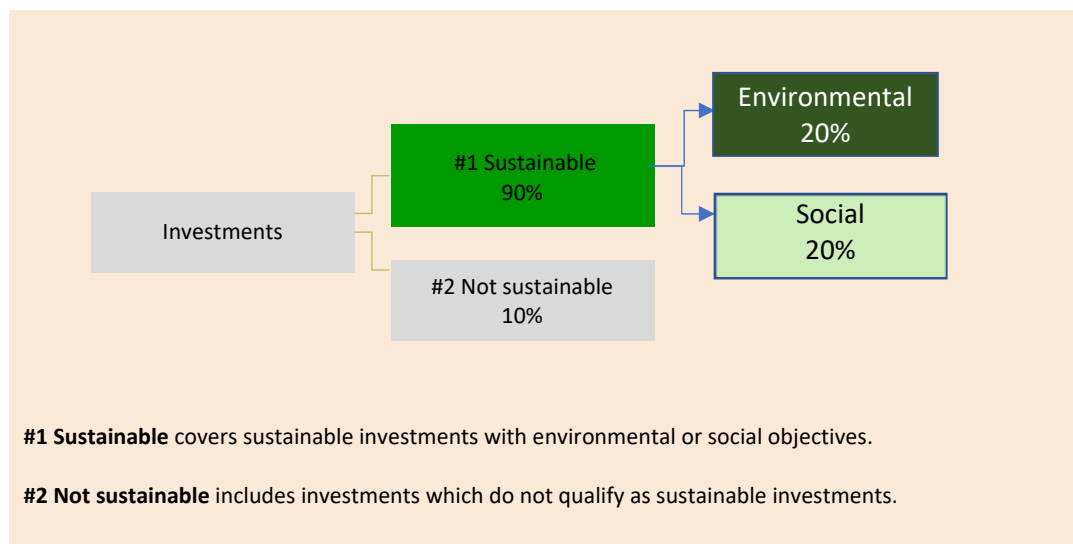 Investments
#1 Sustainable
90%
#2 Not sustainable
10%
Environmental
20%
Social
20%
#1 Sustainable covers sustainable investments with environmental or social objectives.
#2 Not sustainable includes investments which do not qualify as sustainable investments.